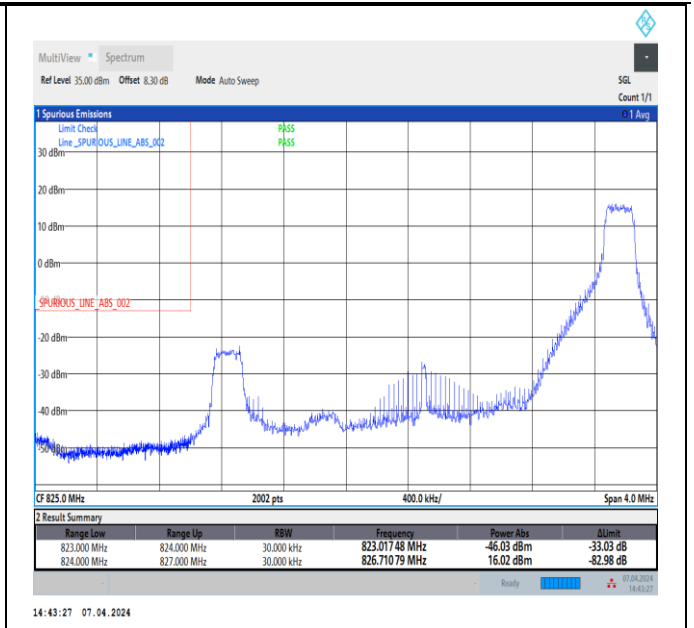 MultiView Spectrum
Ref Level 35.00 dBm Offset 8.30 dB Mode Auto Sweep SGL
Count 1/1
1 Spurious Emissions 1 Avg
Limit Check PASS
Line _SPURIOUS_LINE_ABS_002 PASS
30 dBm
20 dBm
10 dBm
0 dBm
_SPURIOUS_LINE_ABS_002
-20 dBm
-30 dBm
-40 dBm
-50 dBm
CF 825.0 MHz 2002 pts 400.0 kHz/ Span 4.0 MHz
2 Result Summary
Range Low Range Up RBW Frequency Power Abs ΔLimit
823.000 MHz 824.000 MHz 30.000 kHz 823.01748 MHz -46.03 dBm -33.03 dB
824.000 MHz 827.000 MHz 30.000 kHz 826.71079 MHz 16.02 dBm -82.98 dB
Ready 07.04.2024
14:43:27
14:43:27 07.04.2024